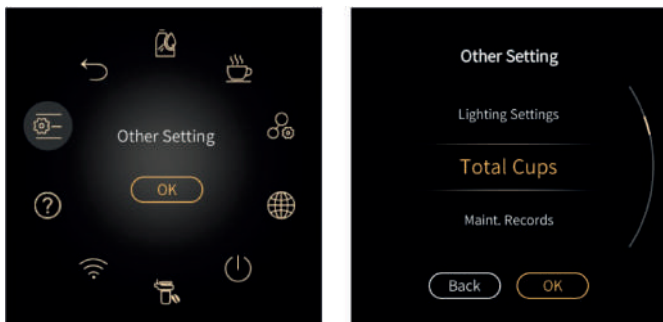 Other Setting
OK
Other Setting
Lighting Settings
Total Cups
Maint. Records
Back
OK